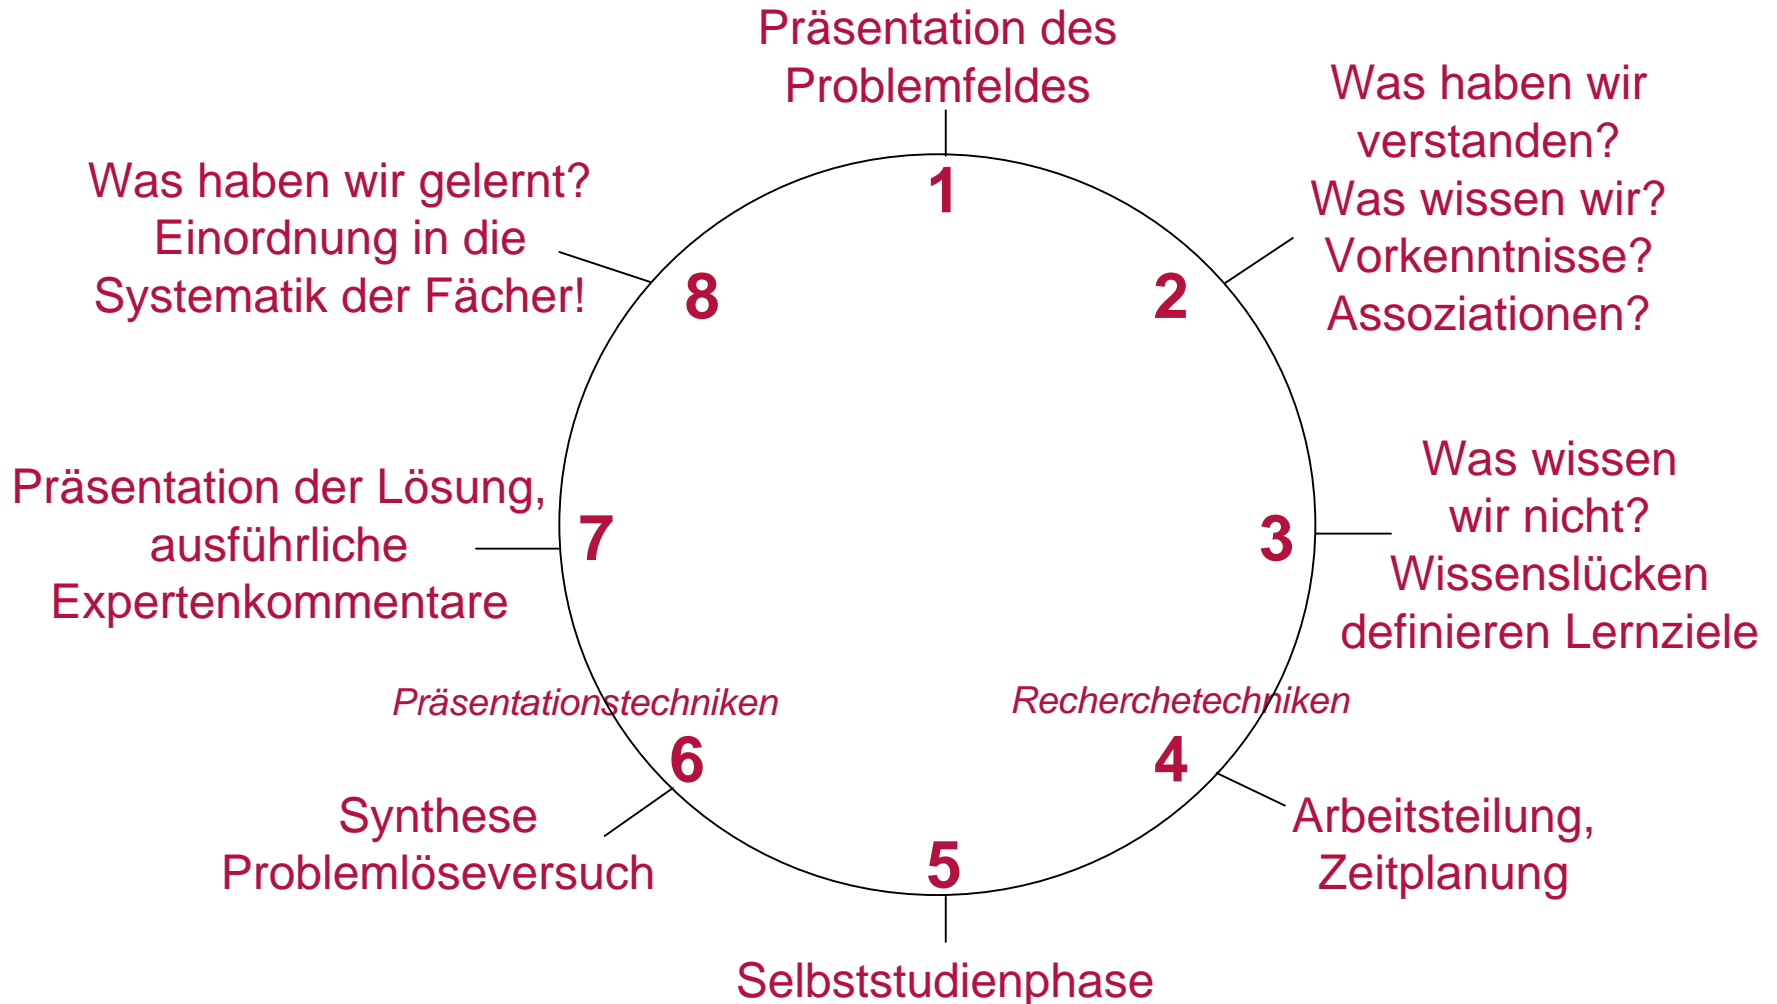 Präsentation des
Problemfeldes
1
Was haben wir
verstanden?
Was wissen wir?
Vorkenntnisse?
Assoziationen?
2
Was wissen
wir nicht?
Wissenslücken
definieren Lernziele
3
Recherchetechniken
4
Arbeitsteilung,
Zeitplanung
5
Selbststudienphase
Präsentationstechniken
6
Synthese
Problemlöseversuch
7
Präsentation der Lösung,
ausführliche
Expertenkommentare
8
Was haben wir gelernt?
Einordnung in die
Systematik der Fächer!